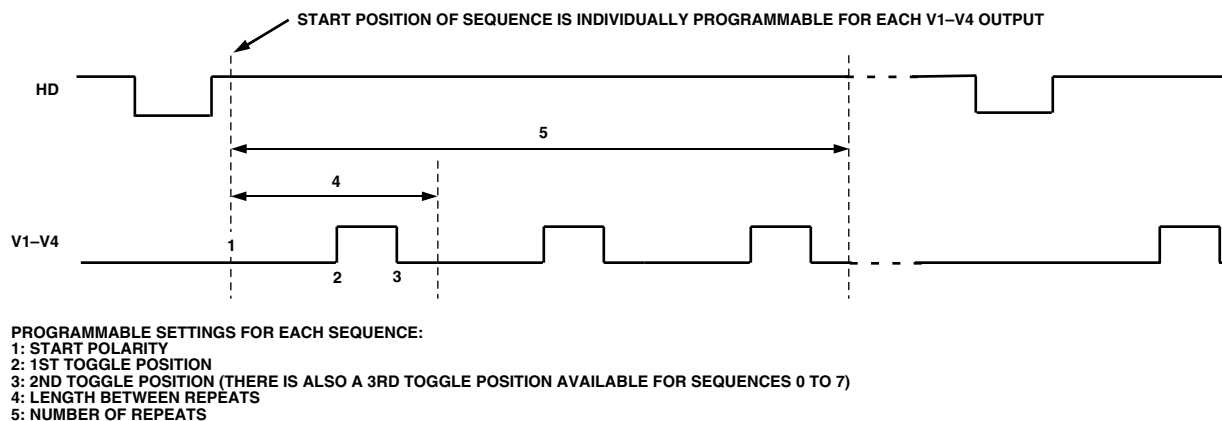 START POSITION OF SEQUENCE IS INDIVIDUALLY PROGRAMMABLE FOR EACH V1–V4 OUTPUT
HD
5
4
V1–V4
1
2
3
PROGRAMMABLE SETTINGS FOR EACH SEQUENCE:
1: START POLARITY
2: 1ST TOGGLE POSITION
3: 2ND TOGGLE POSITION (THERE IS ALSO A 3RD TOGGLE POSITION AVAILABLE FOR SEQUENCES 0 TO 7)
4: LENGTH BETWEEN REPEATS
5: NUMBER OF REPEATS